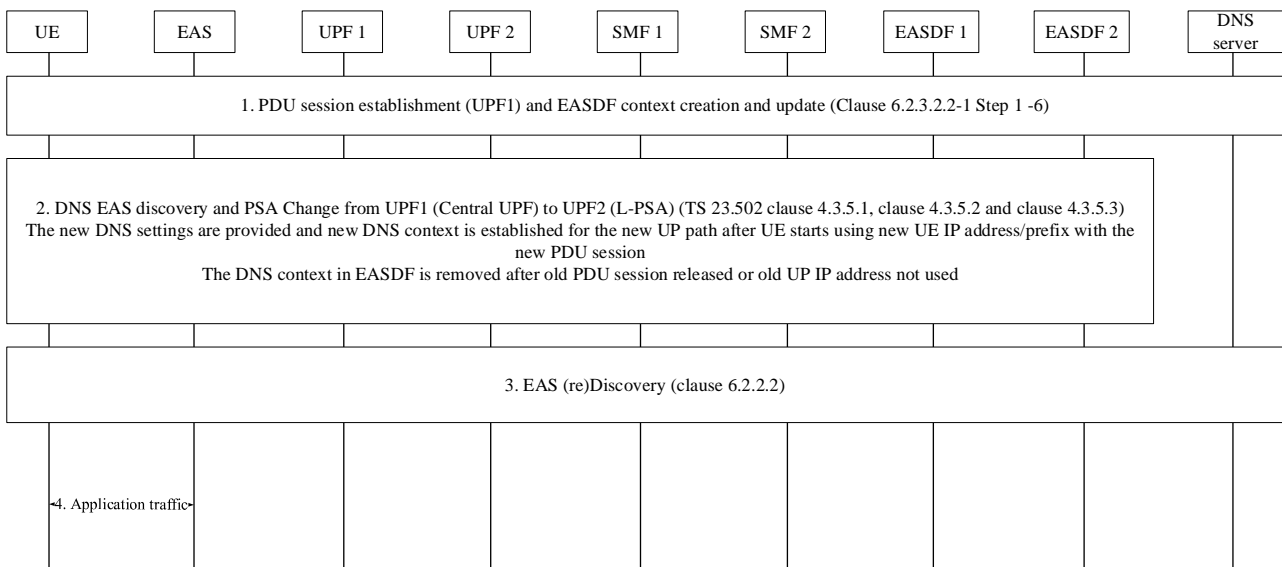 UE
EAS
UPF 1
UPF 2
SMF 1
SMF 2
EASDF 1
EASDF 2
DNS
server
1. PDU session establishment (UPF1) and EASDF context creation and update (Clause 6.2.3.2.2-1 Step 1 -6)
2. DNS EAS discovery and PSA Change from UPF1 (Central UPF) to UPF2 (L-PSA) (TS 23.502 clause 4.3.5.1, clause 4.3.5.2 and clause 4.3.5.3)
The new DNS settings are provided and new DNS context is established for the new UP path after UE starts using new UE IP address/prefix with the
new PDU session
The DNS context in EASDF is removed after old PDU session released or old UP IP address not used
3. EAS (re)Discovery (clause 6.2.2.2)
4. Application traffic